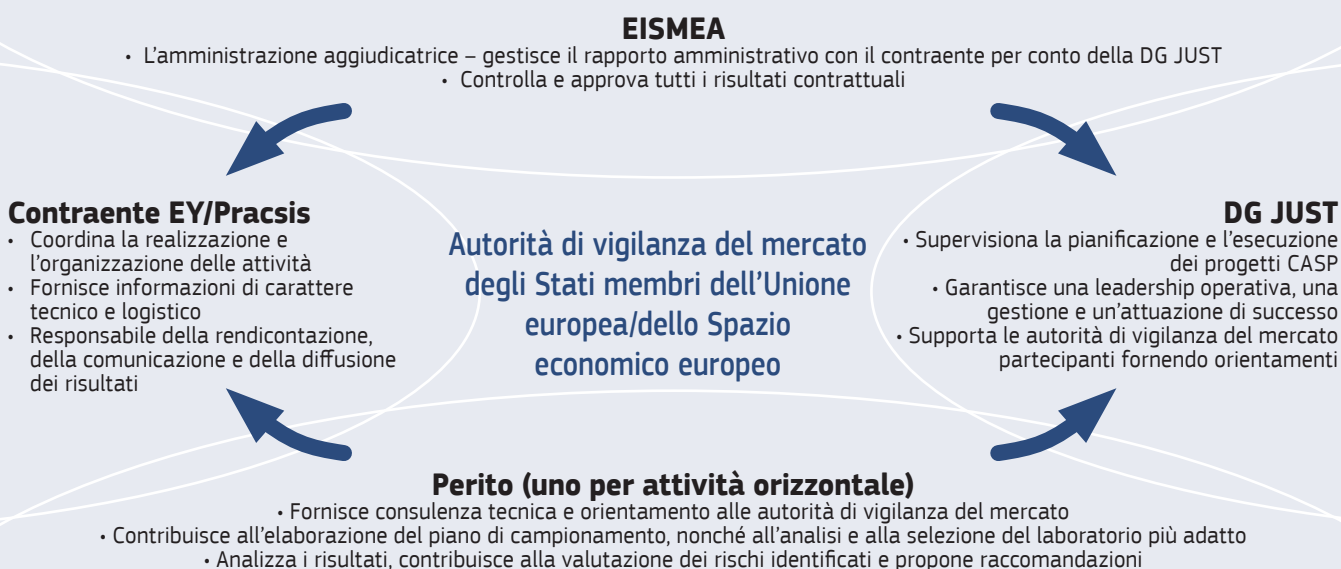 EISMEA
• L'amministrazione aggiudicatrice – gestisce il rapporto amministrativo con il contraente per conto della DG JUST
• Controlla e approva tutti i risultati contrattuali
Contraente EY/Pracsis
• Coordina la realizzazione e
l'organizzazione delle attività
• Fornisce informazioni di carattere
tecnico e logistico
• Responsabile della rendicontazione,
della comunicazione e della diffusione
dei risultati
Autorità di vigilanza del mercato
degli Stati membri dell'Unione
europea/dello Spazio
economico europeo
DG JUST
• Supervisiona la pianificazione e l'esecuzione
dei progetti CASP
• Garantisce una leadership operativa, una
gestione e un'attuazione di successo
• Supporta le autorità di vigilanza del mercato
partecipanti fornendo orientamenti
Perito (uno per attività orizzontale)
• Fornisce consulenza tecnica e orientamento alle autorità di vigilanza del mercato
• Contribuisce all'elaborazione del piano di campionamento, nonché all'analisi e alla selezione del laboratorio più adatto
• Analizza i risultati, contribuisce alla valutazione dei rischi identificati e propone raccomandazioni